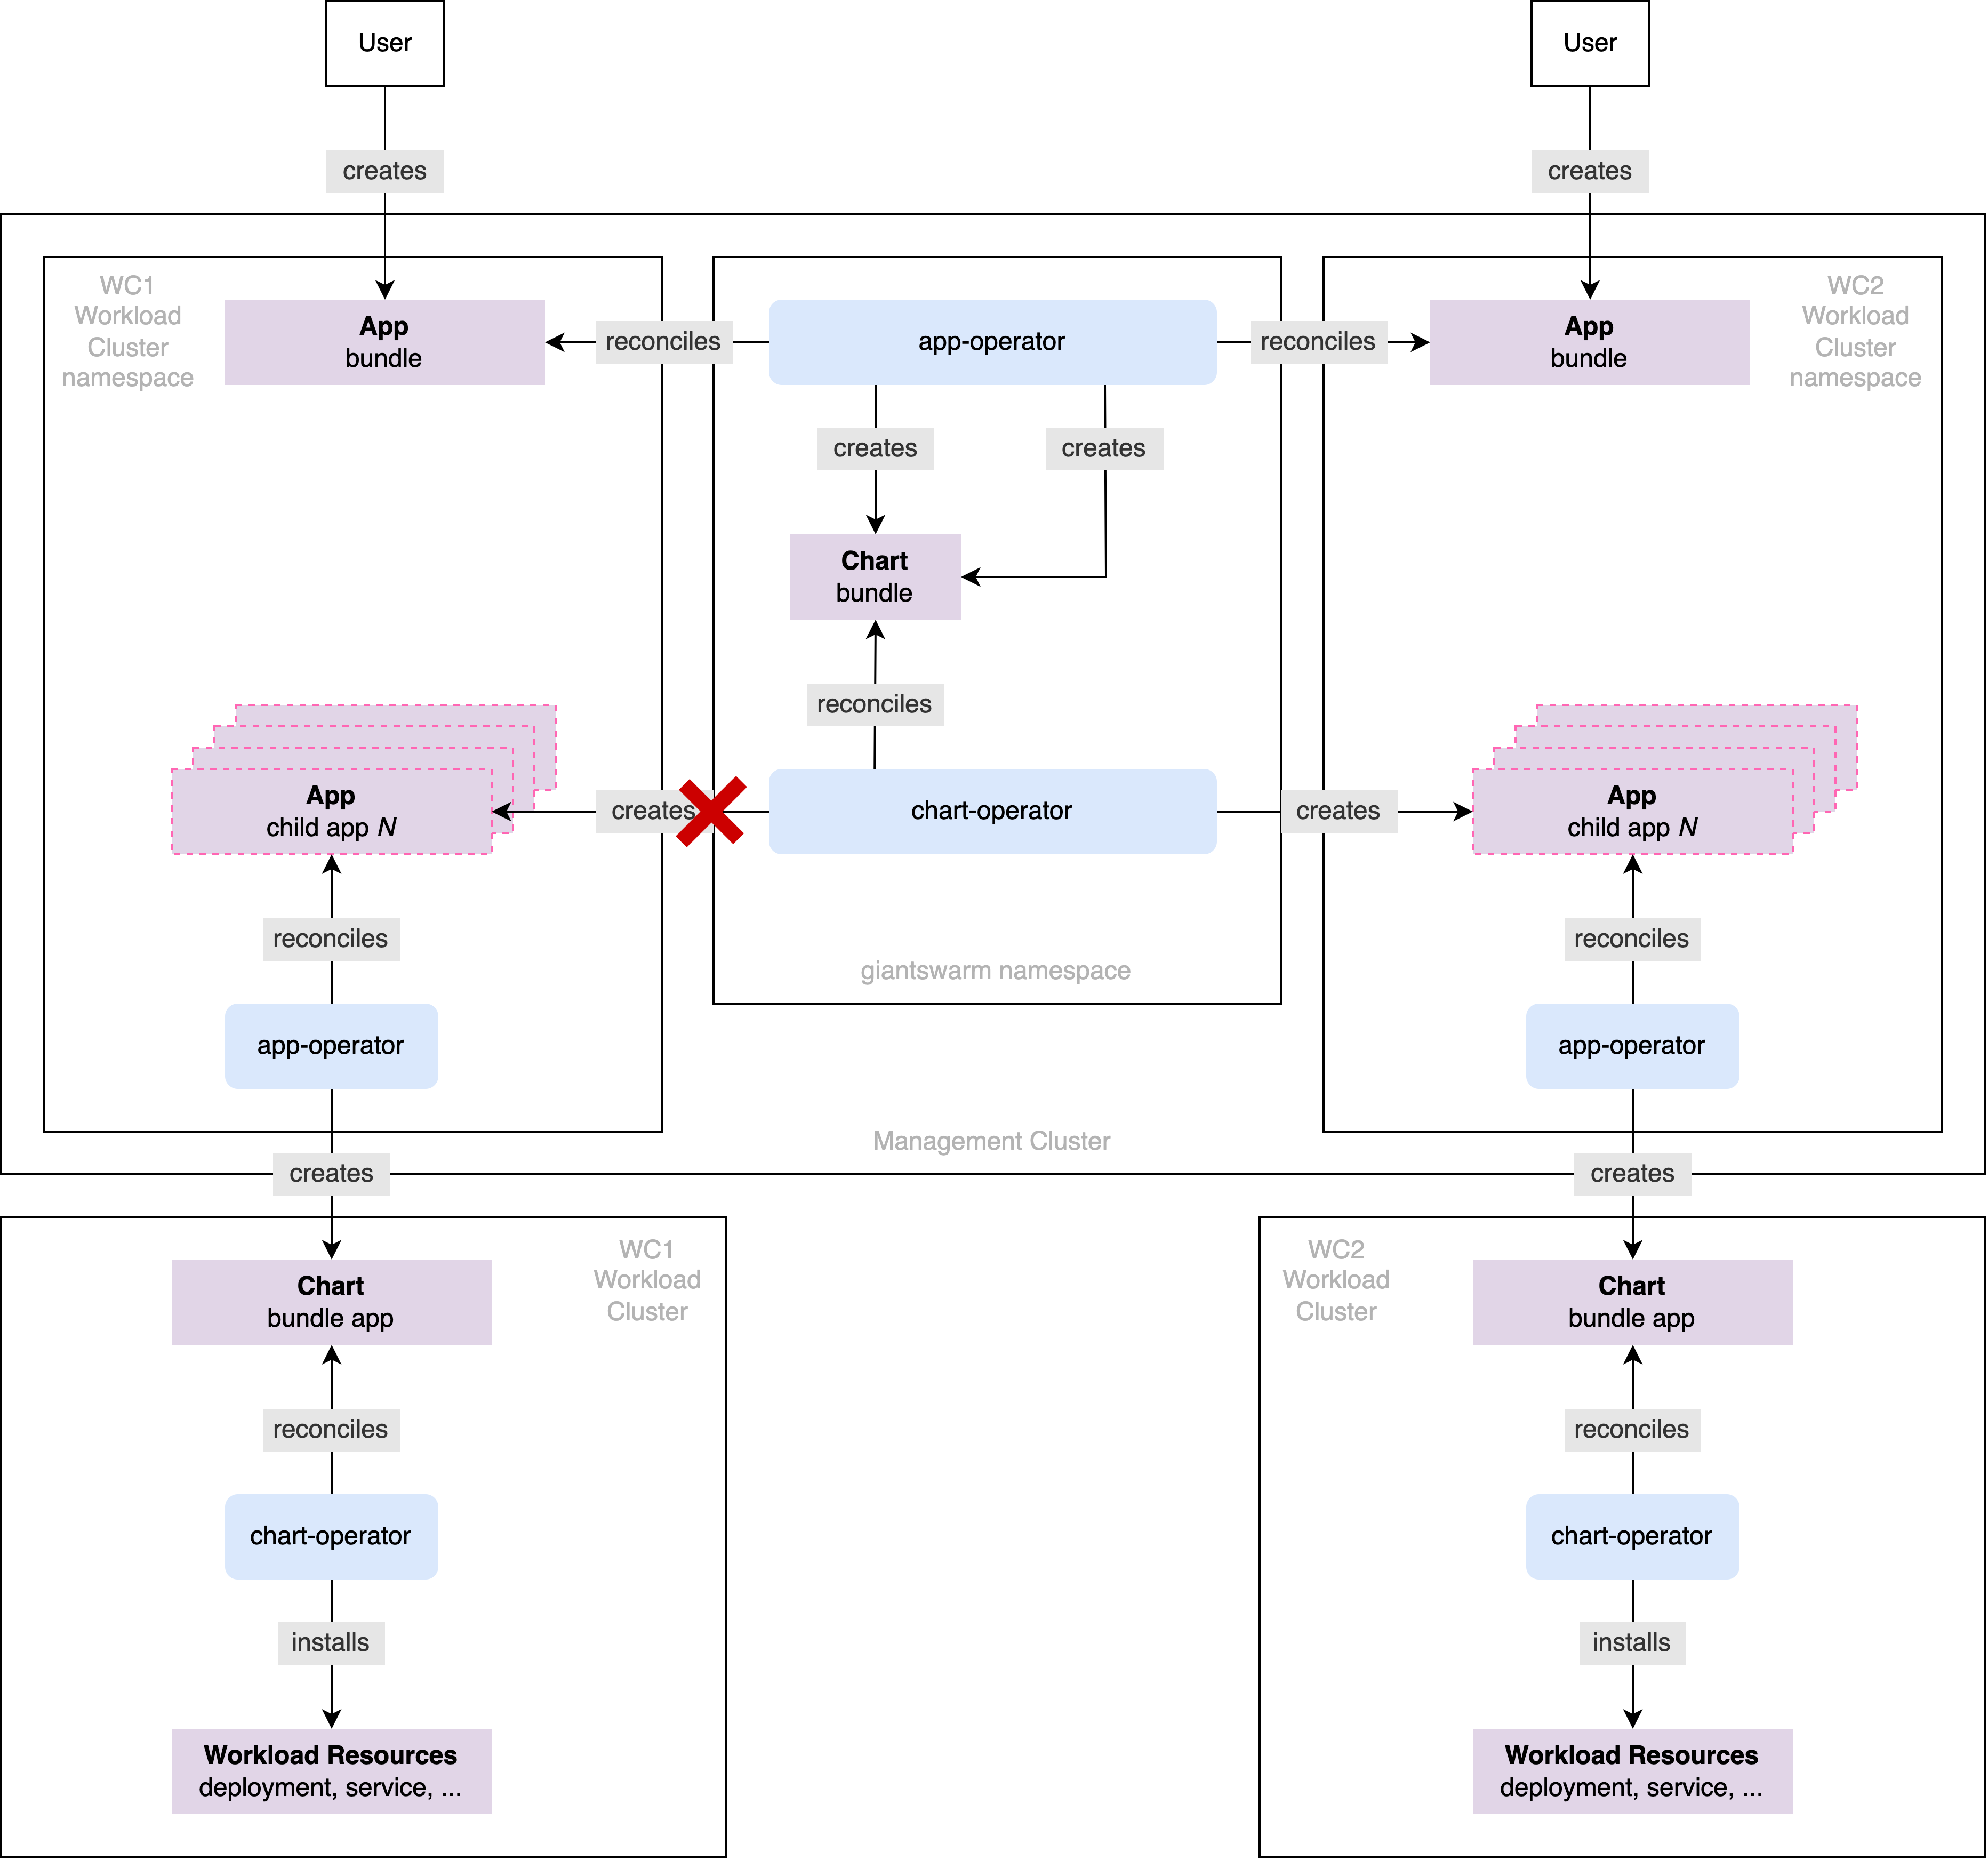 User
User
creates
creates
WC1
Workload
Cluster
namespace
App
bundle
reconciles
app-operator
reconciles
App
bundle
WC2
Workload
Cluster
namespace
creates
creates
Chart
bundle
reconciles
App
child app N
creates
chart-operator
creates
App
child app N
reconciles
giantswarm namespace
reconciles
app-operator
app-operator
Management Cluster
creates
creates
Chart
bundle app
WC1
Workload
Cluster
WC2
Workload
Cluster
Chart
bundle app
reconciles
reconciles
chart-operator
chart-operator
installs
installs
Workload Resources
deployment, service, ...
Workload Resources
deployment, service, ...